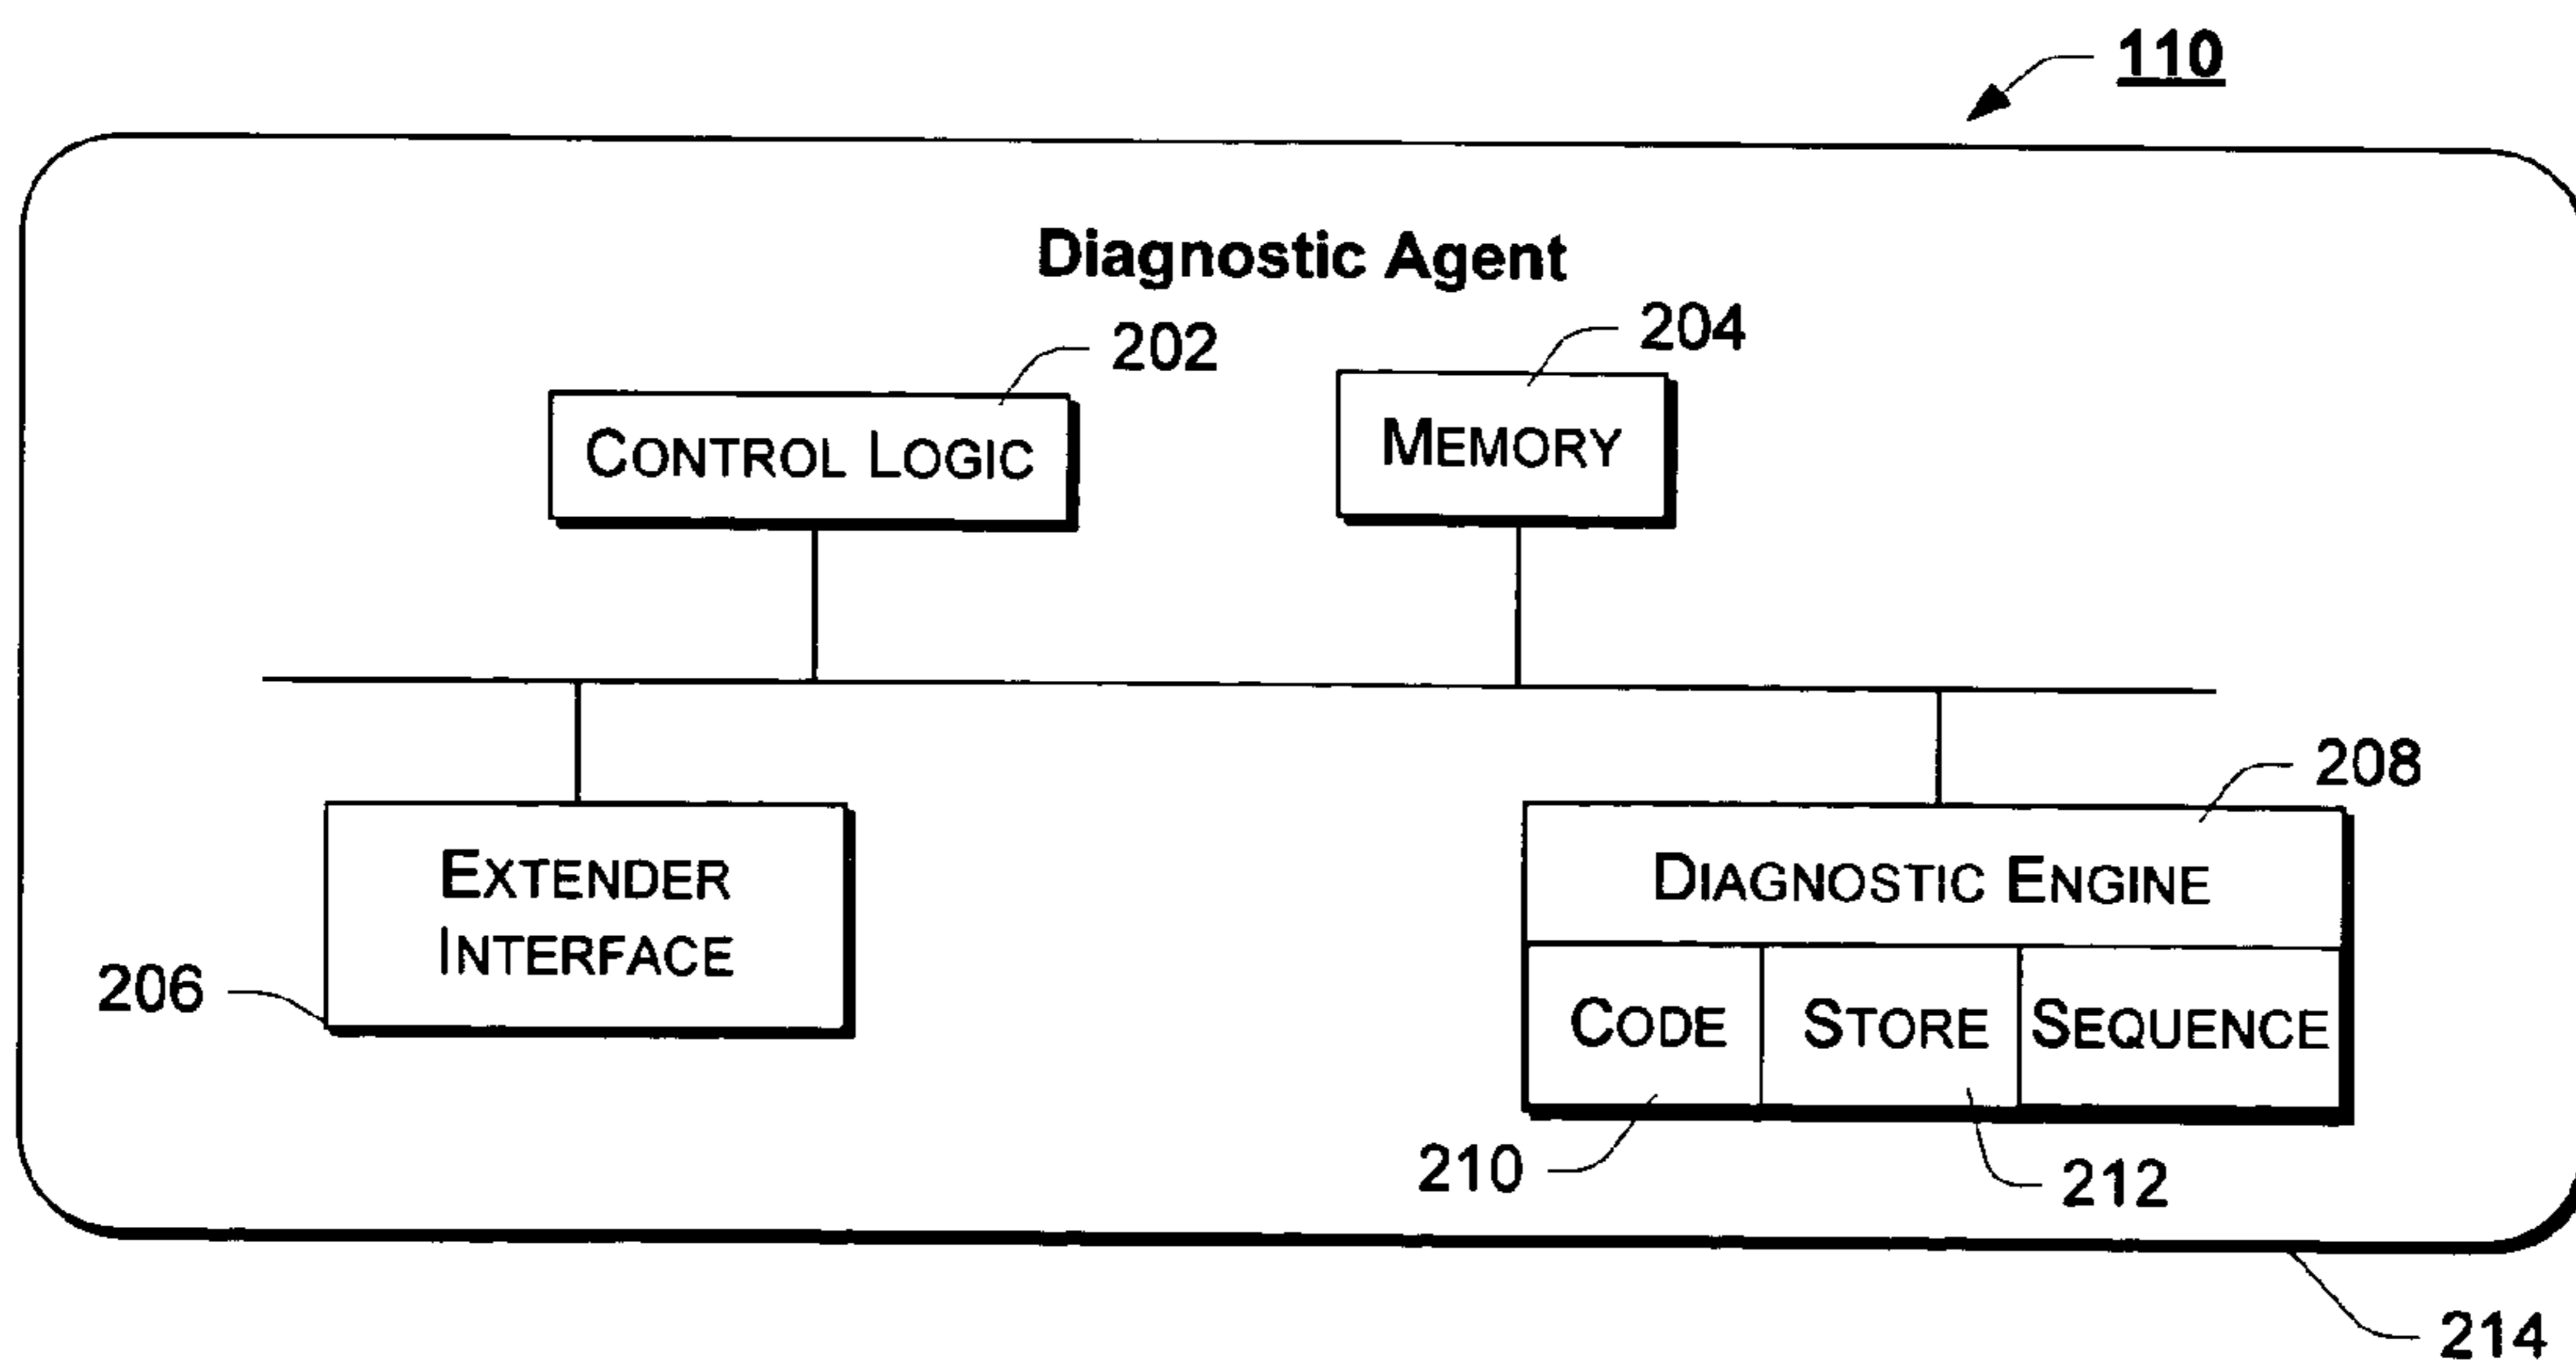 110
Diagnostic Agent
202
204
CONTROL LOGIC
MEMORY
208
EXTENDER
INTERFACE
206
DIAGNOSTIC ENGINE
CODE
STORE
SEQUENCE
210
212
214